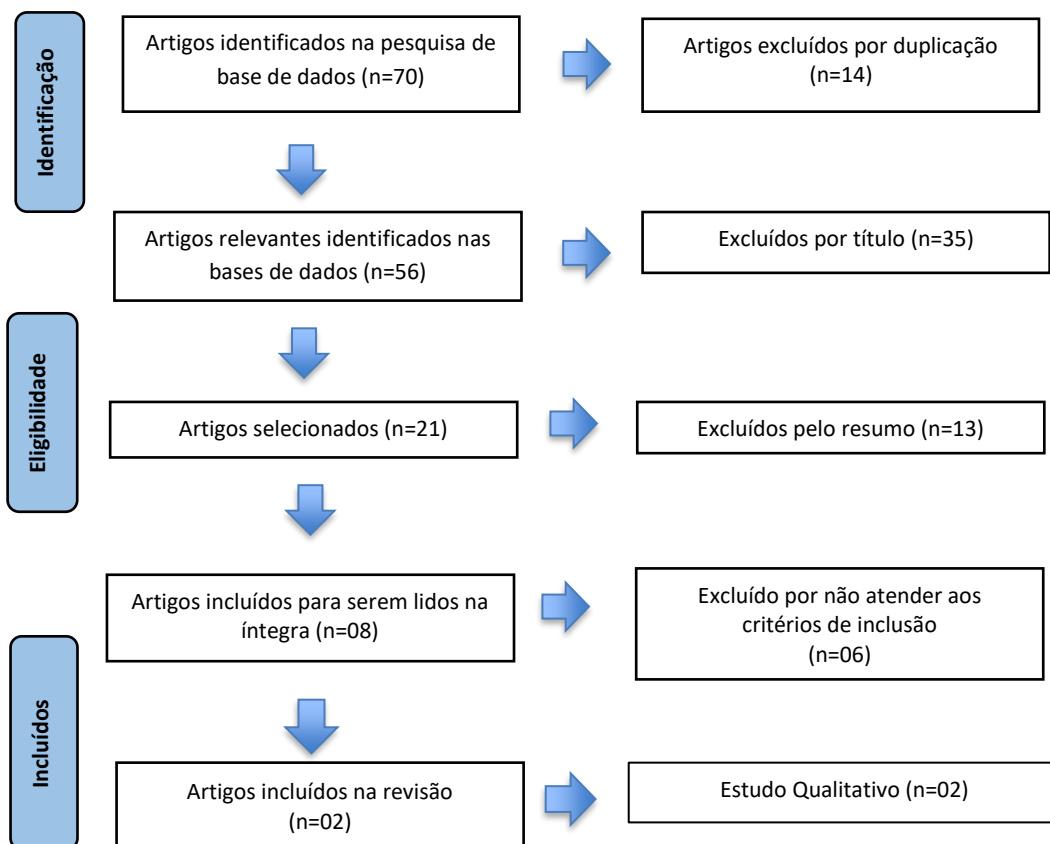 Identificação
Artigos identificados na pesquisa de
base de dados (n=70)
Artigos excluídos por duplicação
(n=14)
Artigos relevantes identificados nas
bases de dados (n=56)
Excluídos por título (n=35)
Eligibilidade
Artigos selecionados (n=21)
Excluídos pelo resumo (n=13)
Artigos incluídos para serem lidos na
íntegra (n=08)
Excluído por não atender aos
critérios de inclusão
(n=06)
Incluídos
Artigos incluídos na revisão
(n=02)
Estudo Qualitativo (n=02)